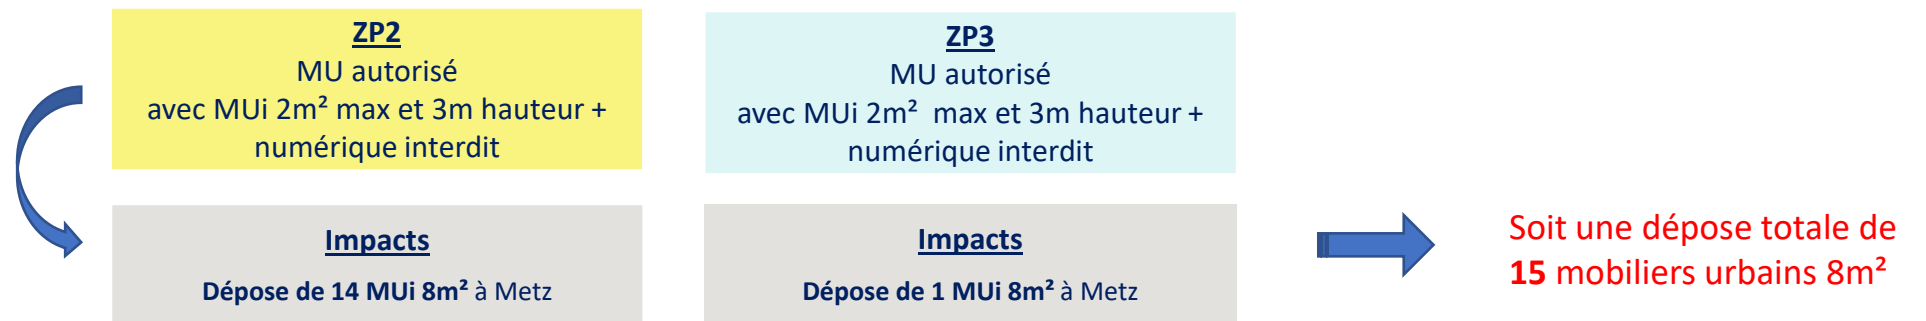 ZP2
MU autorisé
avec MUi 2m² max et 3m hauteur +
numérique interdit
Impacts
Dépose de 14 MUi 8m² à Metz
ZP3
MU autorisé
avec MUi 2m² max et 3m hauteur +
numérique interdit
Impacts
Dépose de 1 MUi 8m² à Metz
Soit une dépose totale de
15 mobiliers urbains 8m²